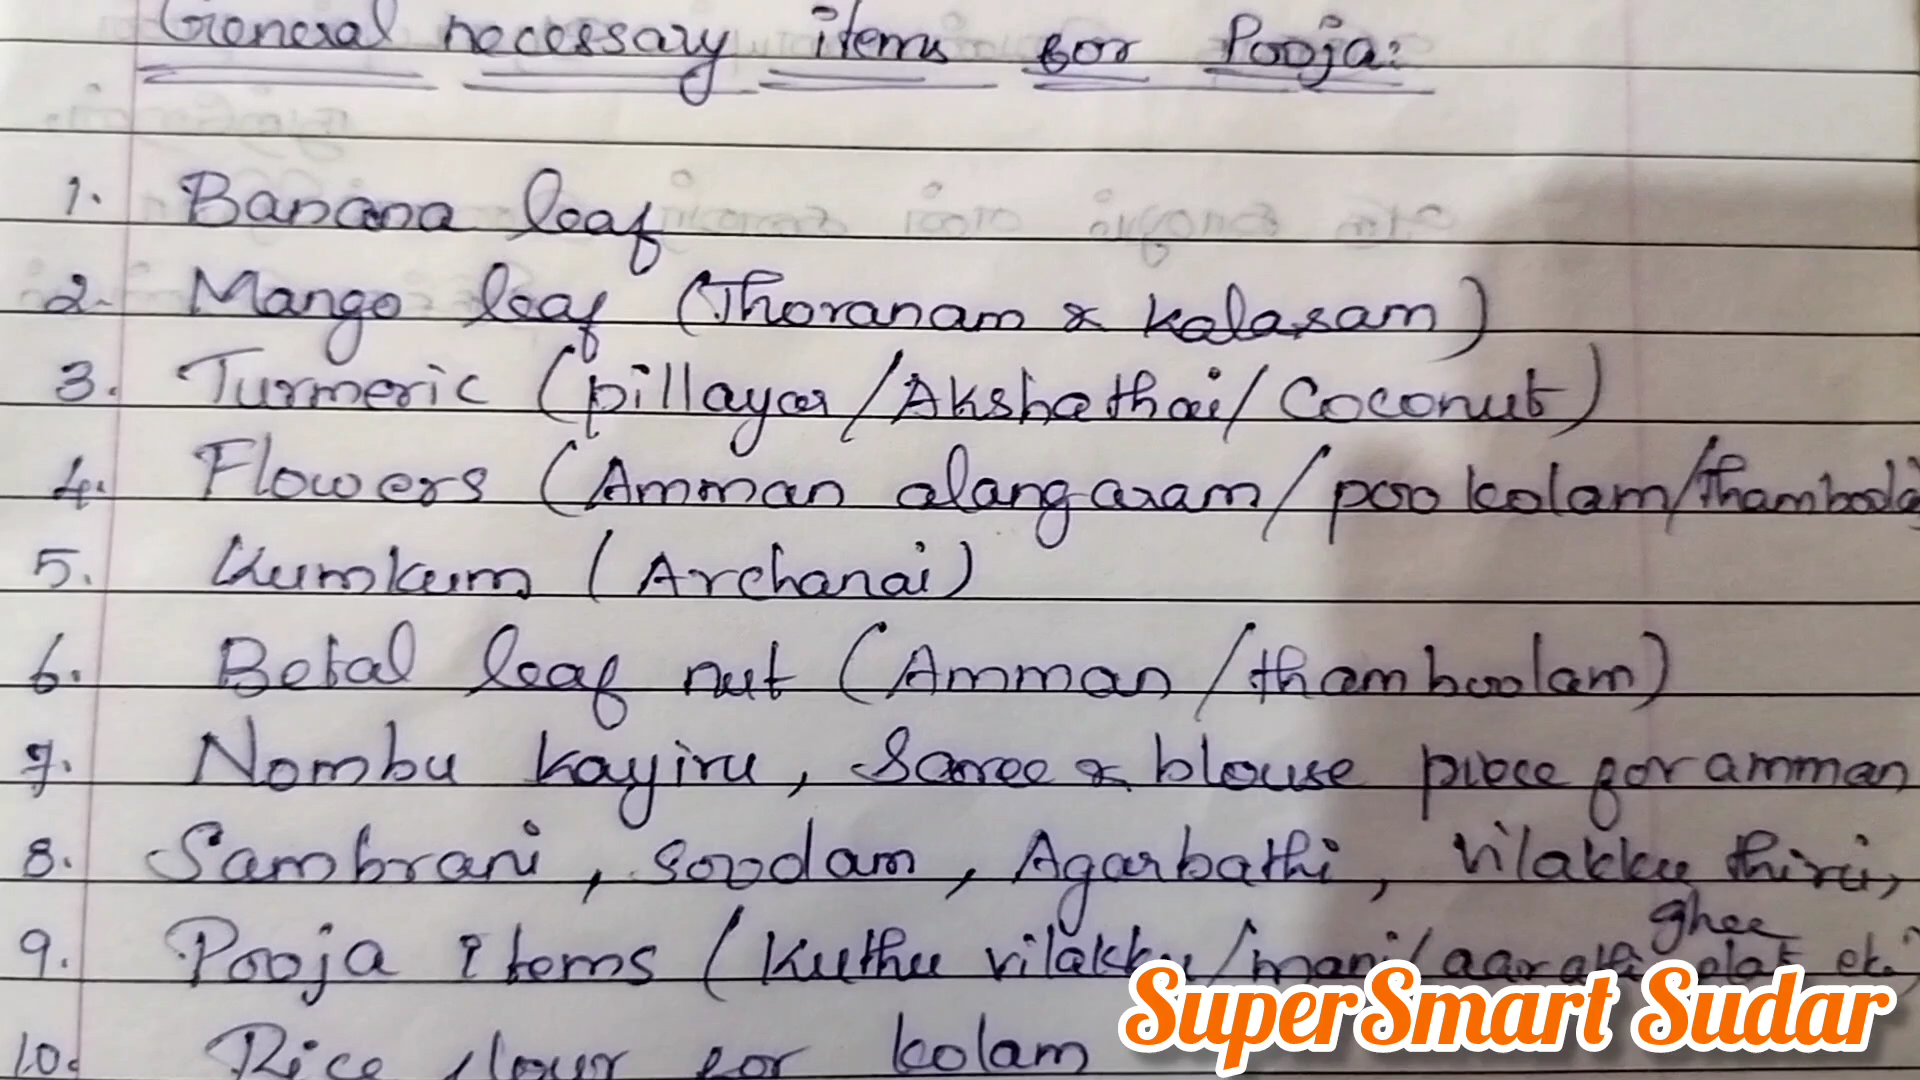 General necessary items for Pooja:
1. Banana leaf
2. Mango leaf (Thoranam & kalasam)
3. Turmeric (pillayar/Akshathai/Coconut)
4. Flowers (Amman alangaram/poo kolam/thamboola
5. Kumkum (Archanai)
6. Betal leaf nut (Amman/thamboolam)
7. Nombu kayiru, Saree & blouse piece for amman
8. Sambrani, soodam, Agarbathi, vilakku thiri,
ghee
9. Pooja items (Kuthu vilakku/mani/aarathi plat etc)
10. Rice flour for kolam
SuperSmart Sudar